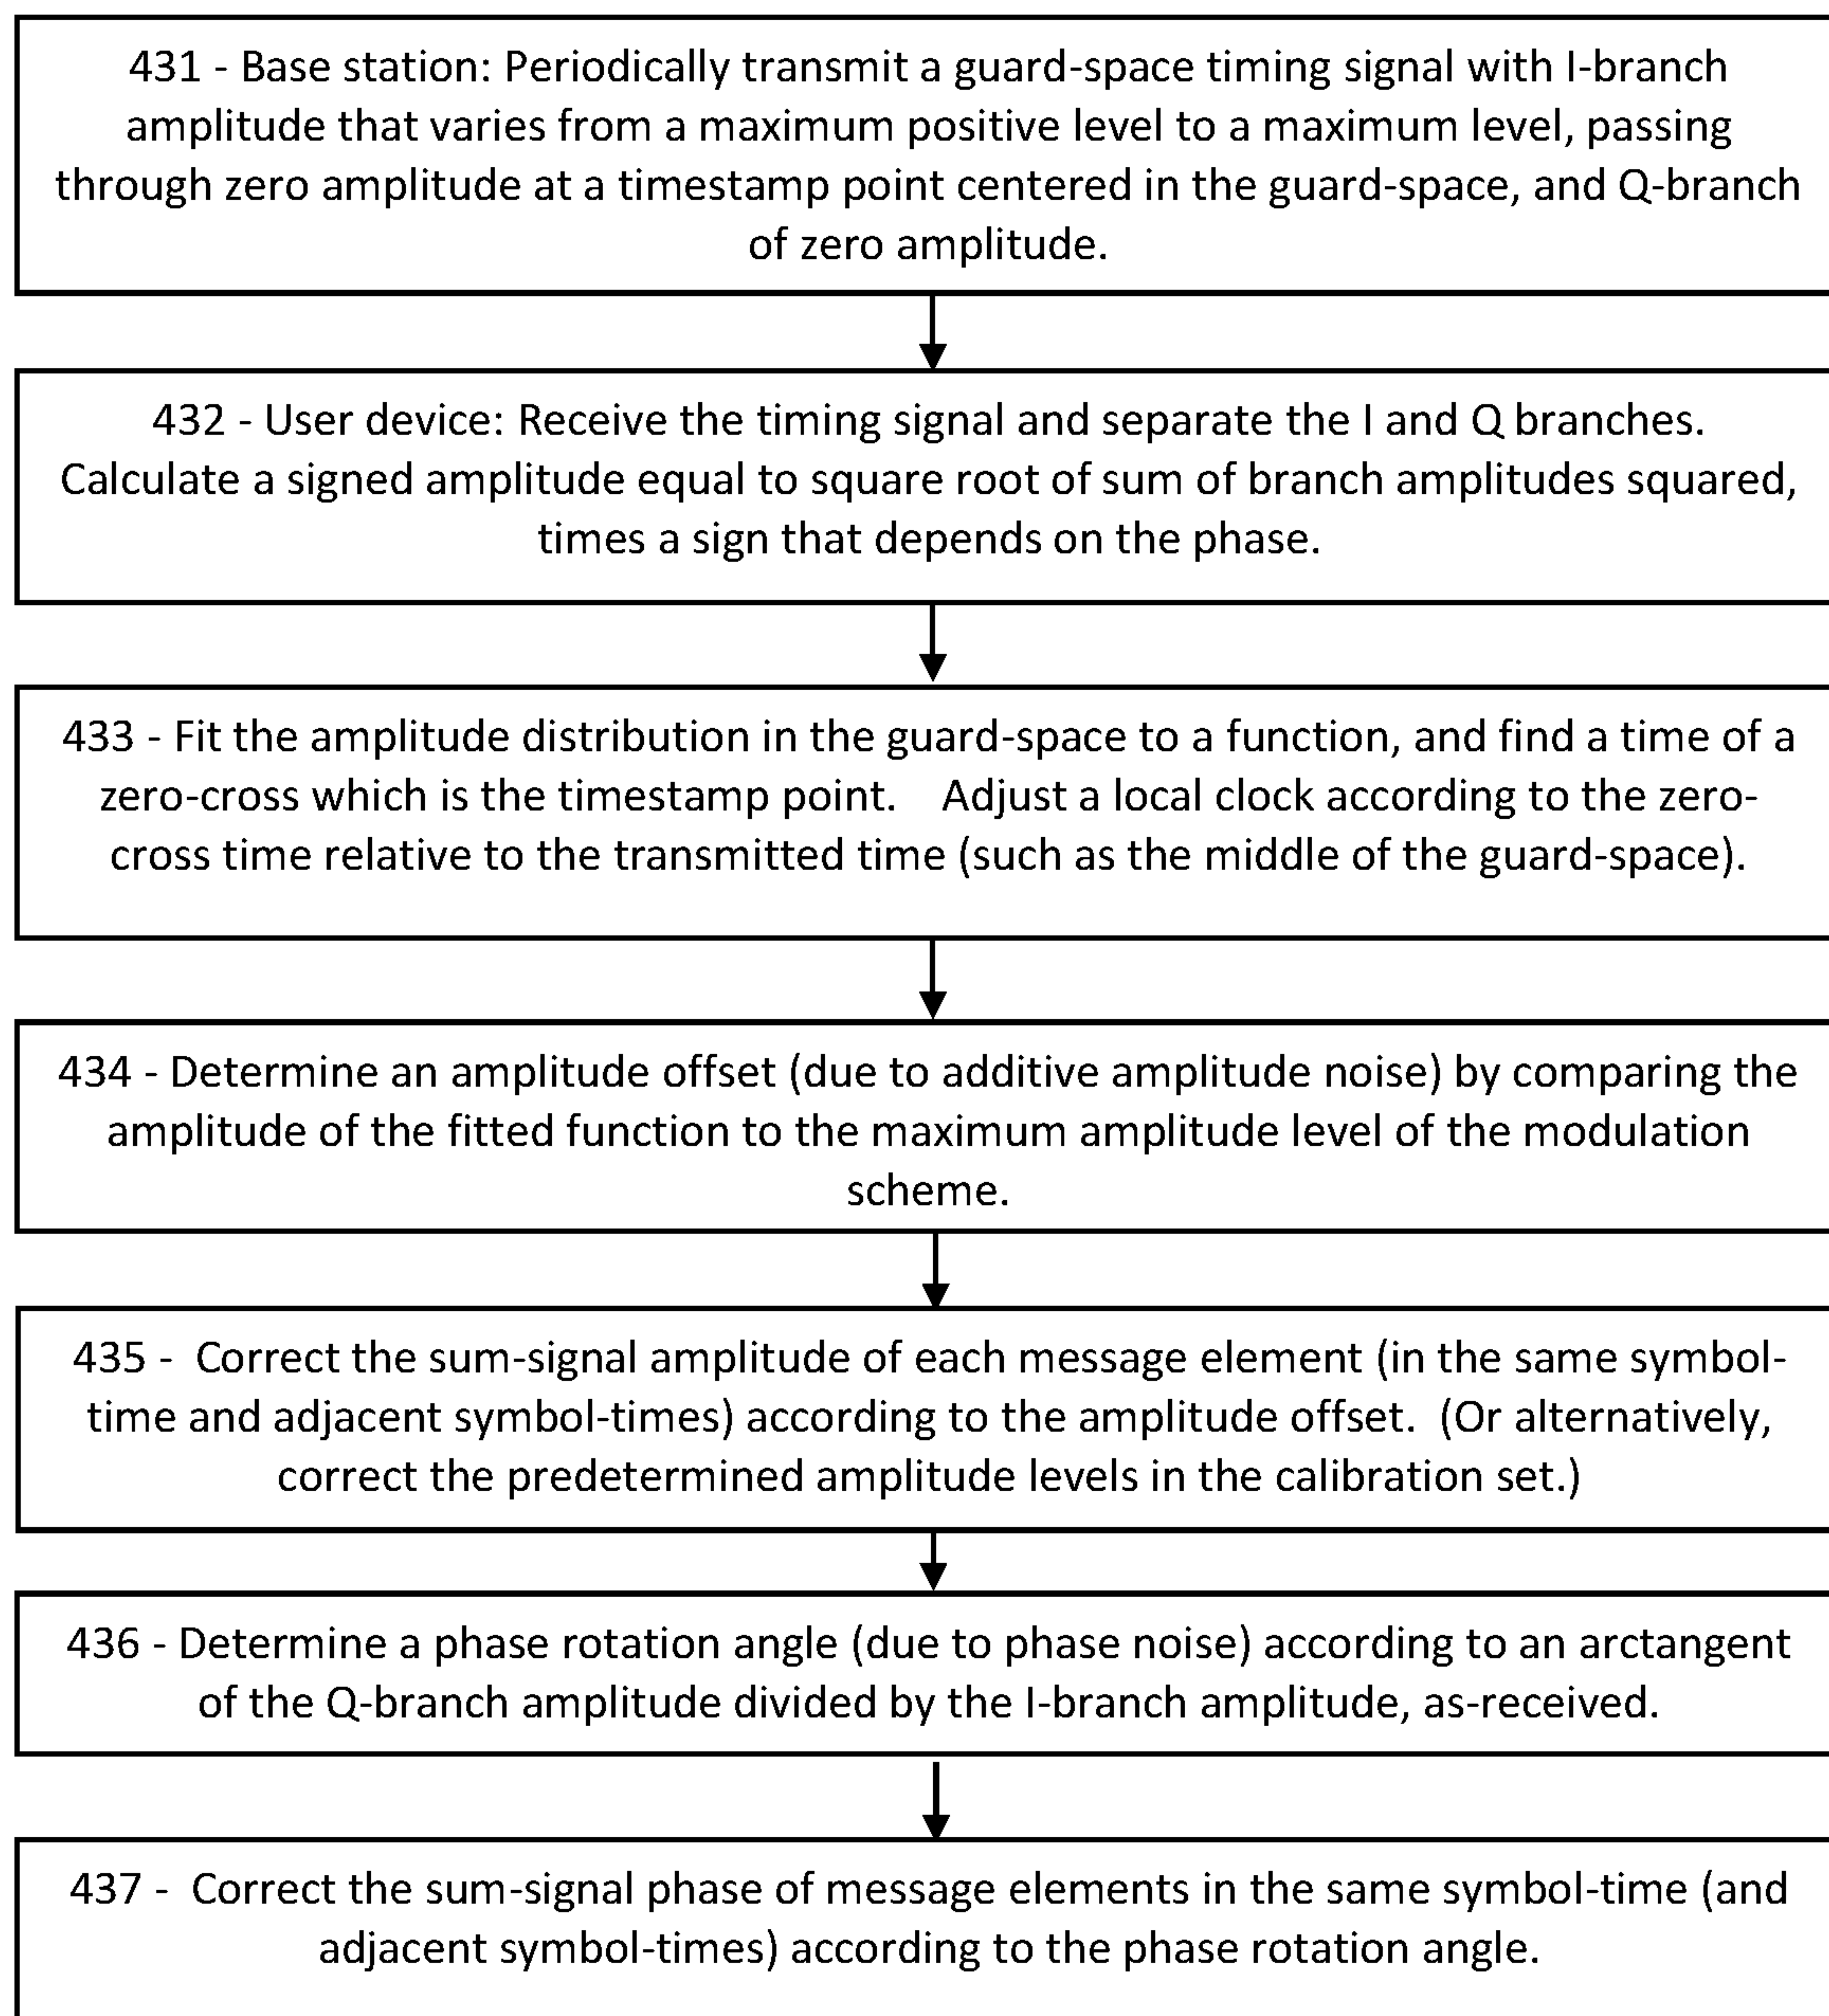 431 - Base station: Periodically transmit a guard-space timing signal with I-branch
amplitude that varies from a maximum positive level to a maximum level, passing
through zero amplitude at a timestamp point centered in the guard-space, and Q-branch
of zero amplitude.
432 - User device: Receive the timing signal and separate the I and Q branches.
Calculate a signed amplitude equal to square root of sum of branch amplitudes squared,
times a sign that depends on the phase.
433 - Fit the amplitude distribution in the guard-space to a function, and find a time of a
zero-cross which is the timestamp point. Adjust a local clock according to the zero-
cross time relative to the transmitted time (such as the middle of the guard-space).
434 - Determine an amplitude offset (due to additive amplitude noise) by comparing the
amplitude of the fitted function to the maximum amplitude level of the modulation
scheme.
435 - Correct the sum-signal amplitude of each message element (in the same symbol-
time and adjacent symbol-times) according to the amplitude offset. (Or alternatively,
correct the predetermined amplitude levels in the calibration set.)
436 - Determine a phase rotation angle (due to phase noise) according to an arctangent
of the Q-branch amplitude divided by the I-branch amplitude, as-received.
437 - Correct the sum-signal phase of message elements in the same symbol-time (and
adjacent symbol-times) according to the phase rotation angle.